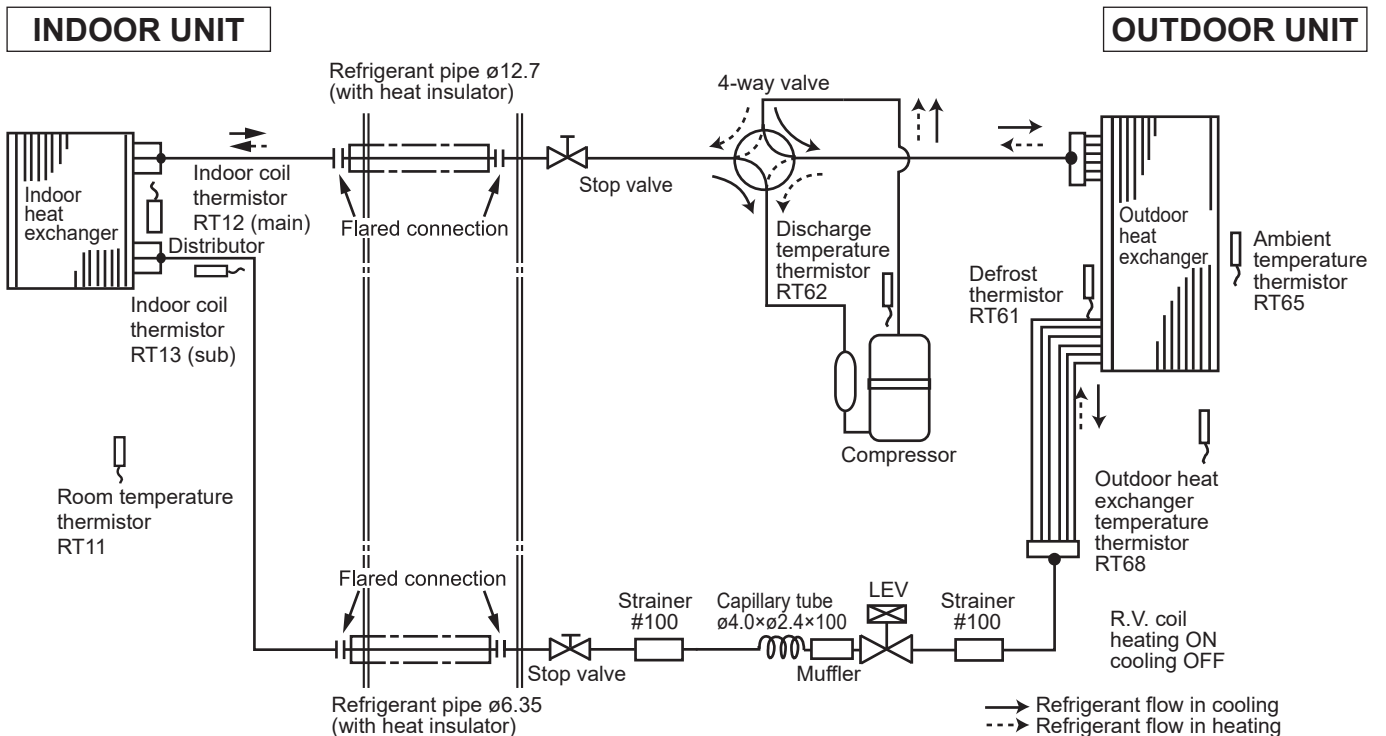 INDOOR UNIT
OUTDOOR UNIT
Refrigerant pipe ø12.7
(with heat insulator)
4-way valve
Indoor
heat
exchanger
Indoor coil
thermistor
RT12 (main)
Flared connection
Stop valve
Distributor
Indoor coil
thermistor
RT13 (sub)
Discharge
temperature
thermistor
RT62
Outdoor
heat
exchanger
Ambient
temperature
thermistor
RT65
Defrost
thermistor
RT61
Compressor
Room temperature
thermistor
RT11
Outdoor heat
exchanger
temperature
thermistor
RT68
Flared connection
Stop valve
Strainer
#100
Capillary tube
ø4.0×ø2.4×100
Muffler
LEV
Strainer
#100
R.V. coil
heating ON
cooling OFF
Refrigerant pipe ø6.35
(with heat insulator)
Refrigerant flow in cooling
Refrigerant flow in heating